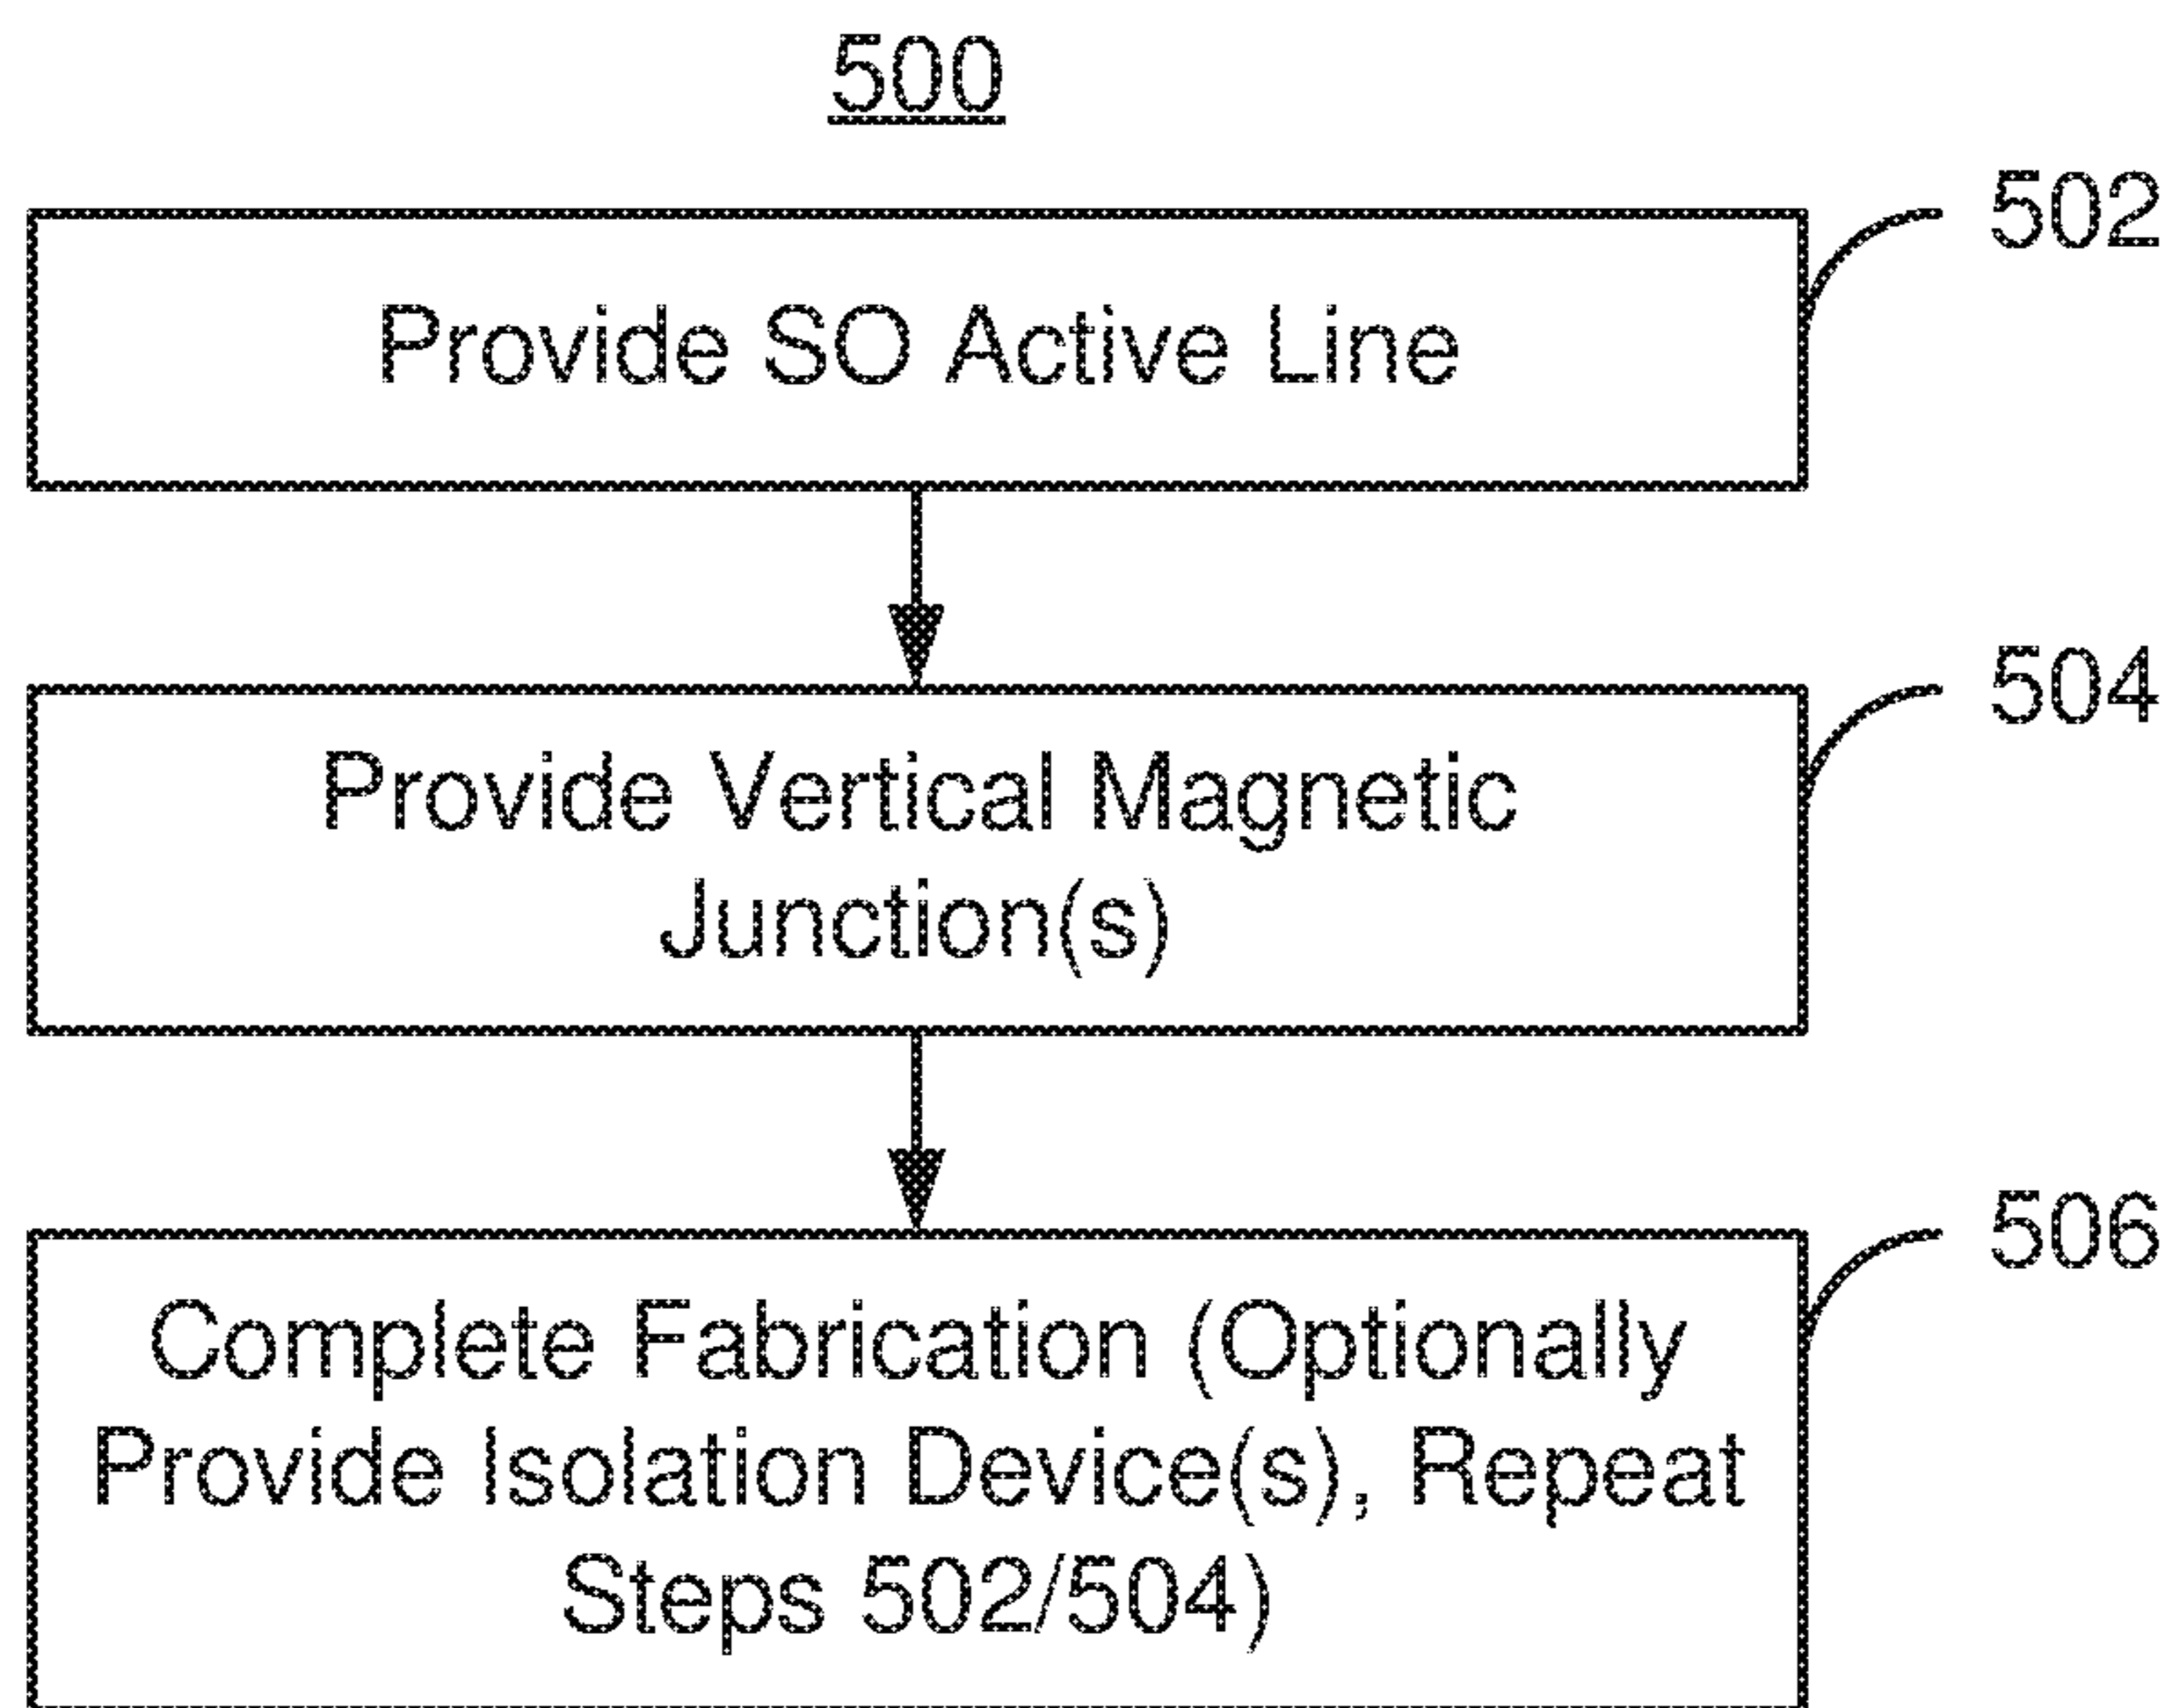 500
502
Provide SO Active Line
504
Provide Vertical Magnetic
Junction(s)
506
Complete Fabrication (Optionally
Provide Isolation Device(s), Repeat
Steps 502/504)